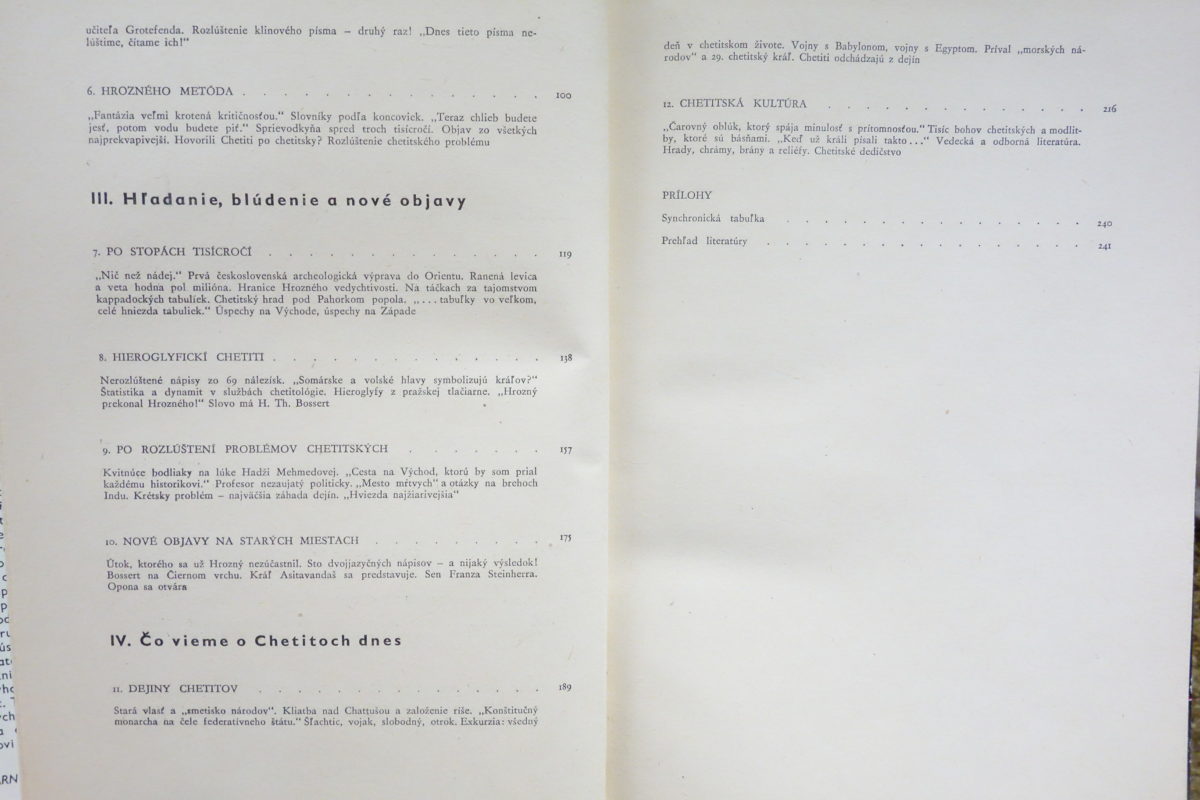 učiteľa Grotefenda. Rozlúštenie klinového písma – druhý raz! „Dnes tieto písma ne-
lúštime, čítame ich!“
6. HROZNÉHO METÓDA . . . . . . . . . . . . . . 100
„Fantázia veľmi krotená kritičnosťou.“ Slovníky podľa koncoviek. „Teraz chlieb budete
jesť, potom vodu budete piť.“ Sprievodkyňa spred troch tisícročí. Objav zo všetkých
najprekvapivejší. Hovorili Chetiti po chetitsky? Rozlúštenie chetitského problému
III. Hľadanie, blúdenie a nové objavy
7. PO STOPÁCH TISÍCROČÍ . . . . . . . . . . . . . 119
„Nič než nádej.“ Prvá československá archeologická výprava do Orientu. Ranená levica
a veta hodna pol milióna. Hranice Hrozného vedychtivosti. Na táčkach za tajomstvom
kappadockých tabuliek. Chetitský hrad pod Pahorkom popola. „ . . . tabuľky vo veľkom,
celé hniezda tabuliek.“ Úspechy na Východe, úspechy na Západe
8. HIEROGLYFICKÍ CHETITI . . . . . . . . . . . . . 138
Nerozlúštené nápisy zo 69 nálezísk. „Somárske a volské hlavy symbolizujú kráľov?“
Štatistika a dynamit v službách chetitológie. Hieroglyfy z pražskej tlačiarne. „Hrozný
prekonal Hrozného!“ Slovo má H. Th. Bossert
9. PO ROZLÚŠTENÍ PROBLÉMOV CHETITSKÝCH . . . . . . . 157
Kvitnúce bodliaky na lúke Hadži Mehmedovej. „Cesta na Východ, ktorú by som prial
každému historikovi.“ Profesor nezaujatý politicky. „Mesto mŕtvych“ a otázky na brehoch
Indu. Krétsky problém – najväčšia záhada dejín. „Hviezda najžiarivejšia“
10. NOVÉ OBJAVY NA STARÝCH MIESTACH . . . . . . . . . 175
Útok, ktorého sa už Hrozný nezúčastnil. Sto dvojjazyčných nápisov – a nijaký výsledok!
Bossert na Čiernom vrchu. Kráľ Asitavandaš sa predstavuje. Sen Franza Steinherra.
Opona sa otvára
IV. Čo vieme o Chetitoch dnes
11. DEJINY CHETITOV . . . . . . . . . . . . . . 189
Stará vlasť a „smetisko národov“. Kliatba nad Chattušou a založenie ríše. „Konštitučný
monarcha na čele federatívneho štátu.“ Šľachtic, vojak, slobodný, otrok. Exkurzia: všedný
deň v chetitskom živote. Vojny s Babylonom, vojny s Egyptom. Príval „morských ná-
rodov“ a 29. chetitský kráľ. Chetiti odchádzajú z dejín
12. CHETITSKÁ KULTÚRA . . . . . . . . . . . . . 216
„Čarovný oblúk, ktorý spája minulosť s prítomnosťou.“ Tisíc bohov chetitských a modlit-
by, ktoré sú básňami. „Keď už králi písali takto . . .“ Vedecká a odborná literatúra.
Hrady, chrámy, brány a reliéfy. Chetitské dedičstvo
PRÍLOHY
Synchronická tabuľka . . . . . . . . . . . . . . . 240
Prehľad literatúry . . . . . . . . . . . . . . . . 241